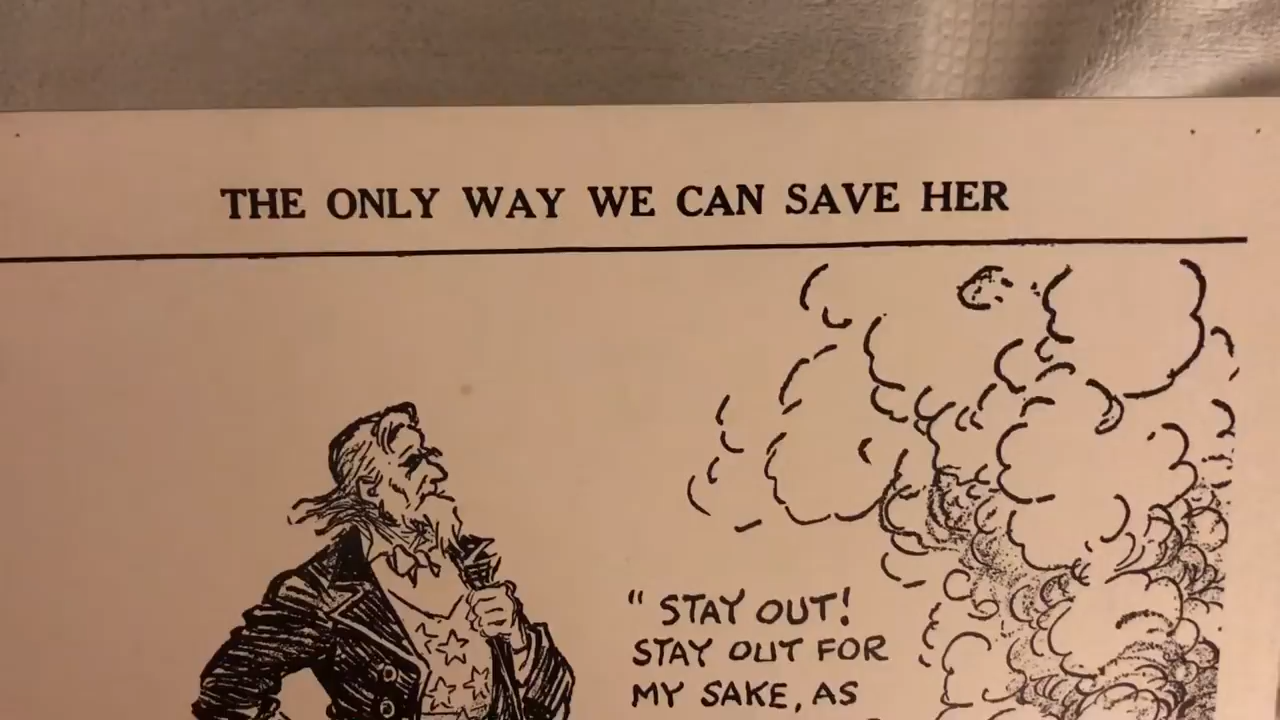 THE ONLY WAY WE CAN SAVE HER
" STAY OUT!
STAY OUT FOR
MY SAKE, AS